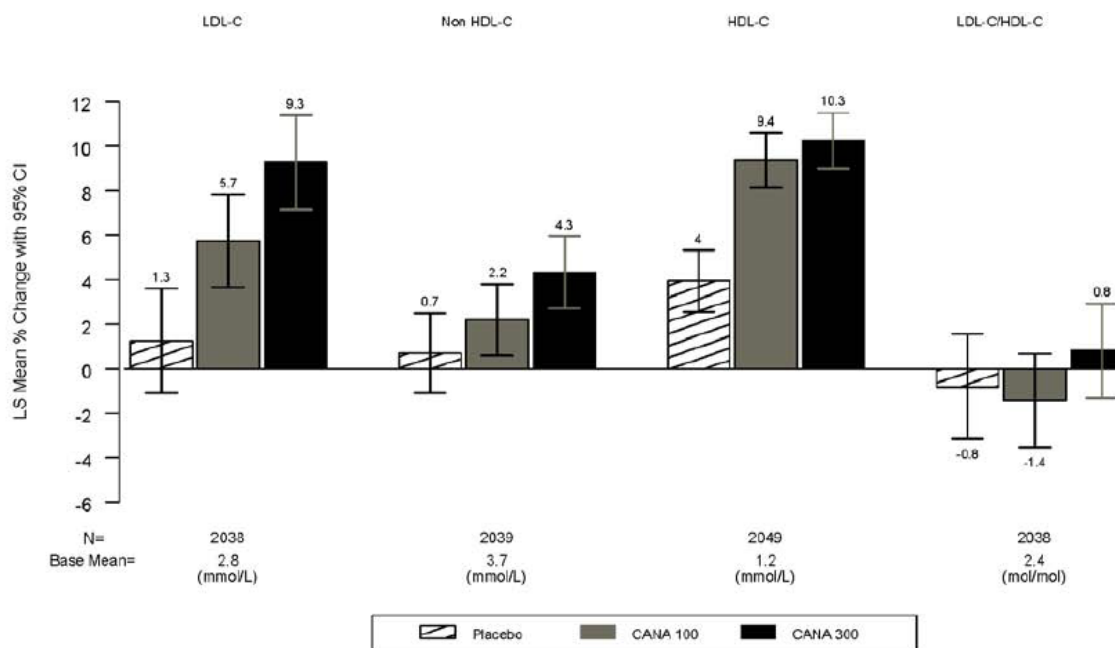 LDL-C Non HDL-C HDL-C LDL-C/HDL-C
LS Mean % Change with 95% CI
12
10
8
6
4
2
0
-2
-4
-6
1.3 5.7 9.3
0.7 2.2 4.3
4 9.4 10.3
-0.8 -1.4 0.8
N= 2038 2039 2049 2038
Base Mean= 2.8 3.7 1.2 2.4
(mmol/L) (mmol/L) (mmol/L) (mol/mol)
Placebo CANA 100 CANA 300